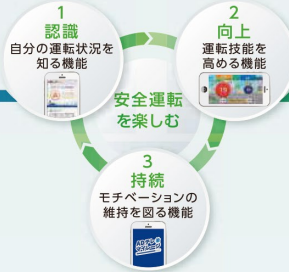 1
認識
自分の運転状況を
知る機能
2
向上
運転技能を
高める機能
安全運転
を楽しむ
3
持続
モチベーションの
維持を図る機能